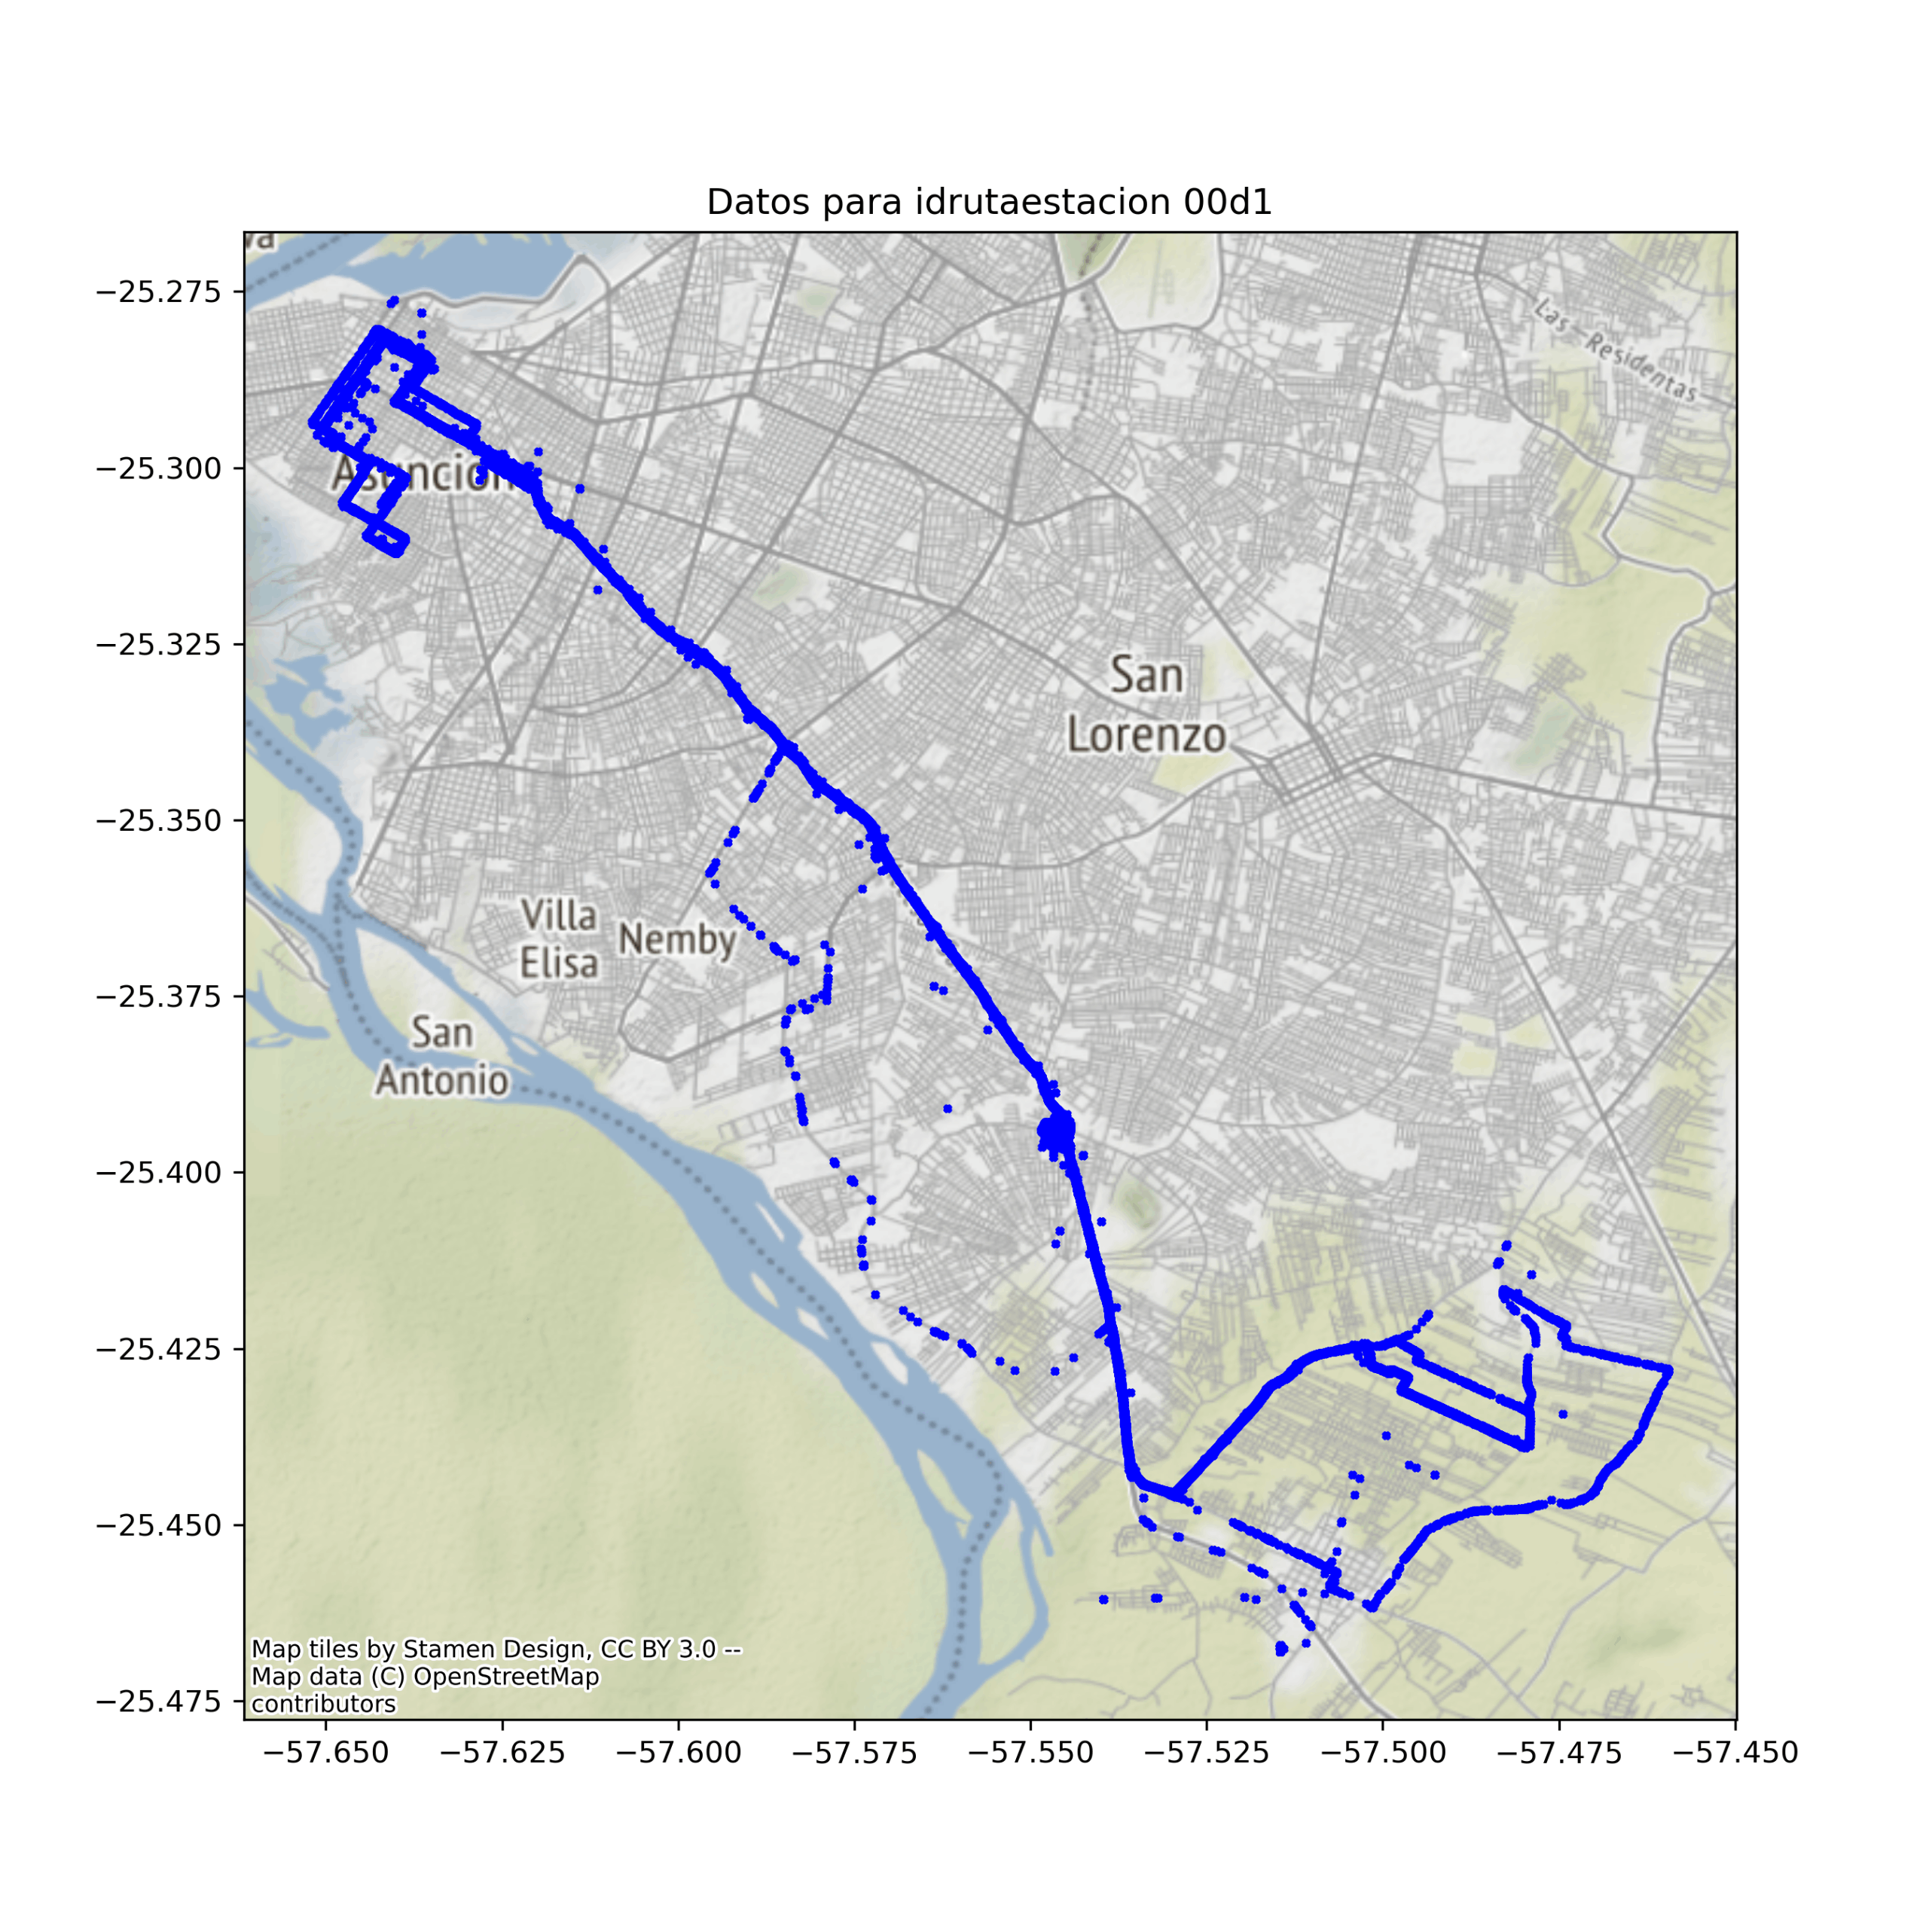 Datos para idrutaestacion 00d1
va
−25.275
Las Residentas
−25.300
Asuncion
−25.325
San
Lorenzo
−25.350
Villa
Elisa
Nemby
−25.375
San
Antonio
−25.400
−25.425
−25.450
Map tiles by Stamen Design, CC BY 3.0 --
Map data (C) OpenStreetMap
contributors
−25.475
−57.650 −57.625 −57.600 −57.575 −57.550 −57.525 −57.500 −57.475 −57.450